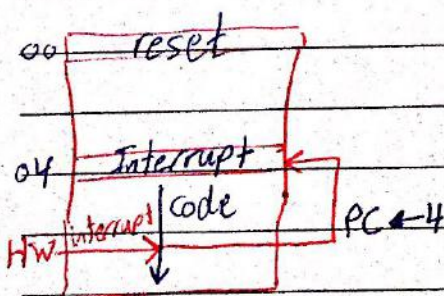 00 reset
04 Interrupt
code
interrupt
HW
PC ← 4